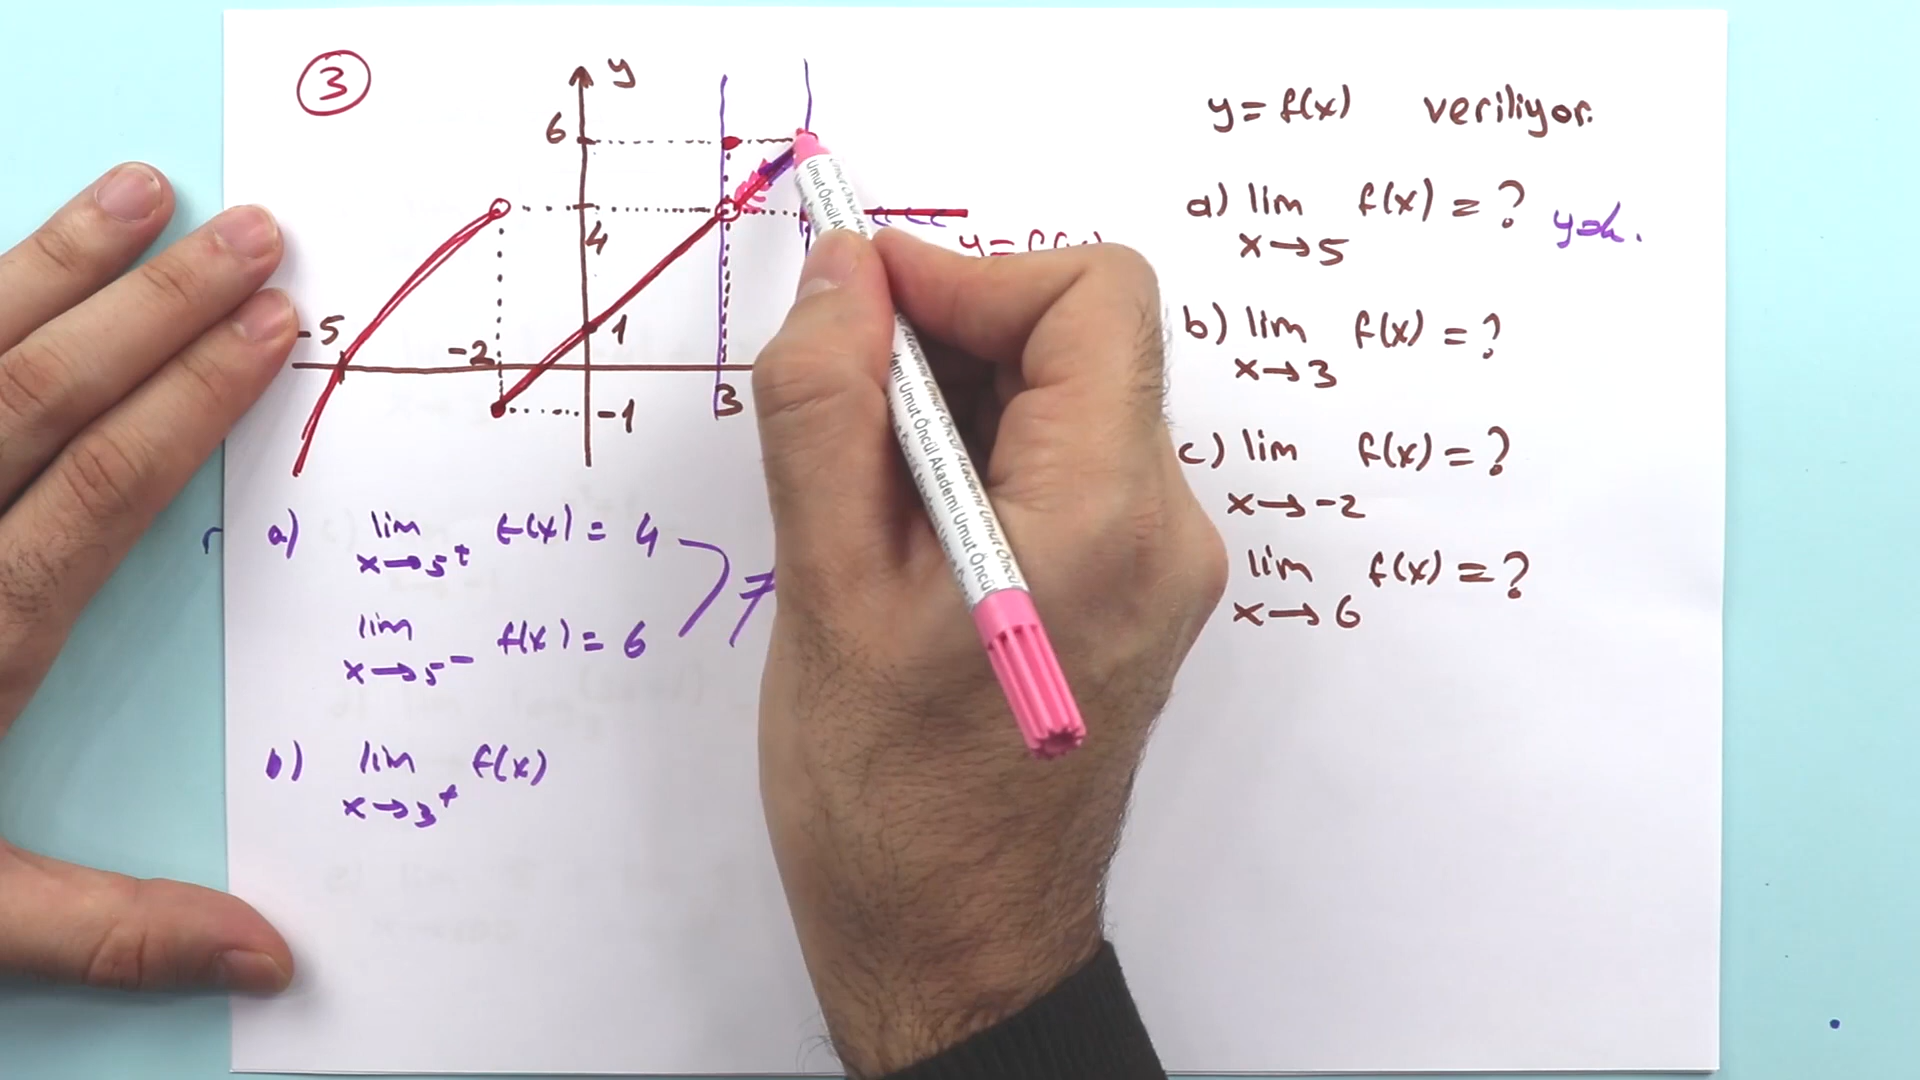 3
y
6
4
-5
-2
1
3
-1
y = f(x)
y = f(x) veriliyor.
a) lim f(x) = ? yok.
x→5
b) lim f(x) = ?
x→3
c) lim f(x) = ?
x→-2
lim f(x) = ?
x→6
a) lim f(x) = 4
x→5⁺
≠
lim f(x) = 6
x→5⁻
b) lim f(x)
x→3⁺
Umut Öncül Akademi Umut Öncül